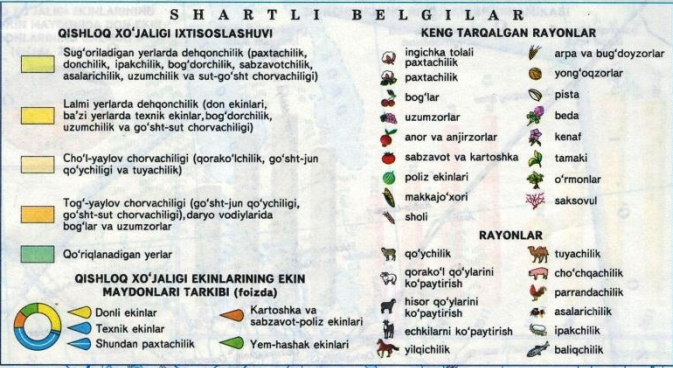 SHARTLI BELGILAR
QISHLOQ XO‘JALIGI IXTISOSLASHUVI
Sug‘oriladigan yerlarda dehqonchilik (paxtachilik,
donchilik, ipakchilik, bog‘dorchilik, sabzavotchilik,
asalarichilik, uzumchilik va sut-go‘sht chorvachiligi)
Lalmi yerlarda dehqonchilik (don ekinlari,
ba’zi yerlarda texnik ekinlar,bog‘dorchilik,
uzumchilik va go‘sht-sut chorvachiligi)
Cho‘l-yaylov chorvachiligi (qorako‘lchilik, go‘sht-jun
qo‘ychiligi va tuyachilik)
Tog‘-yaylov chorvachiligi (go‘sht-jun qo‘ychiligi,
go‘sht-sut chorvachiligi),daryo vodiylarida
bog‘lar va uzumzorlar
Qo‘riqlanadigan yerlar
QISHLOQ XO‘JALIGI EKINLARINING EKIN
MAYDONLARI TARKIBI (foizda)
Donli ekinlar
Texnik ekinlar
Shundan paxtachilik
Kartoshka va
sabzavot-poliz ekinlari
Yem-hashak ekinlari
KENG TARQALGAN RAYONLAR
ingichka tolali
paxtachilik
paxtachilik
bog‘lar
uzumzorlar
anor va anjirzorlar
sabzavot va kartoshka
poliz ekinlari
makkajo‘xori
sholi
arpa va bug‘doyzorlar
yong‘oqzorlar
pista
beda
kenaf
tamaki
o‘rmonlar
saksovul
RAYONLAR
qo‘ychilik
qorako‘l qo‘ylarini
ko‘paytirish
hisor qo‘ylarini
ko‘paytirish
echkilarni ko‘paytirish
yilqichilik
tuyachilik
cho‘chqachilik
parrandachilik
asalarichilik
ipakchilik
baliqchilik